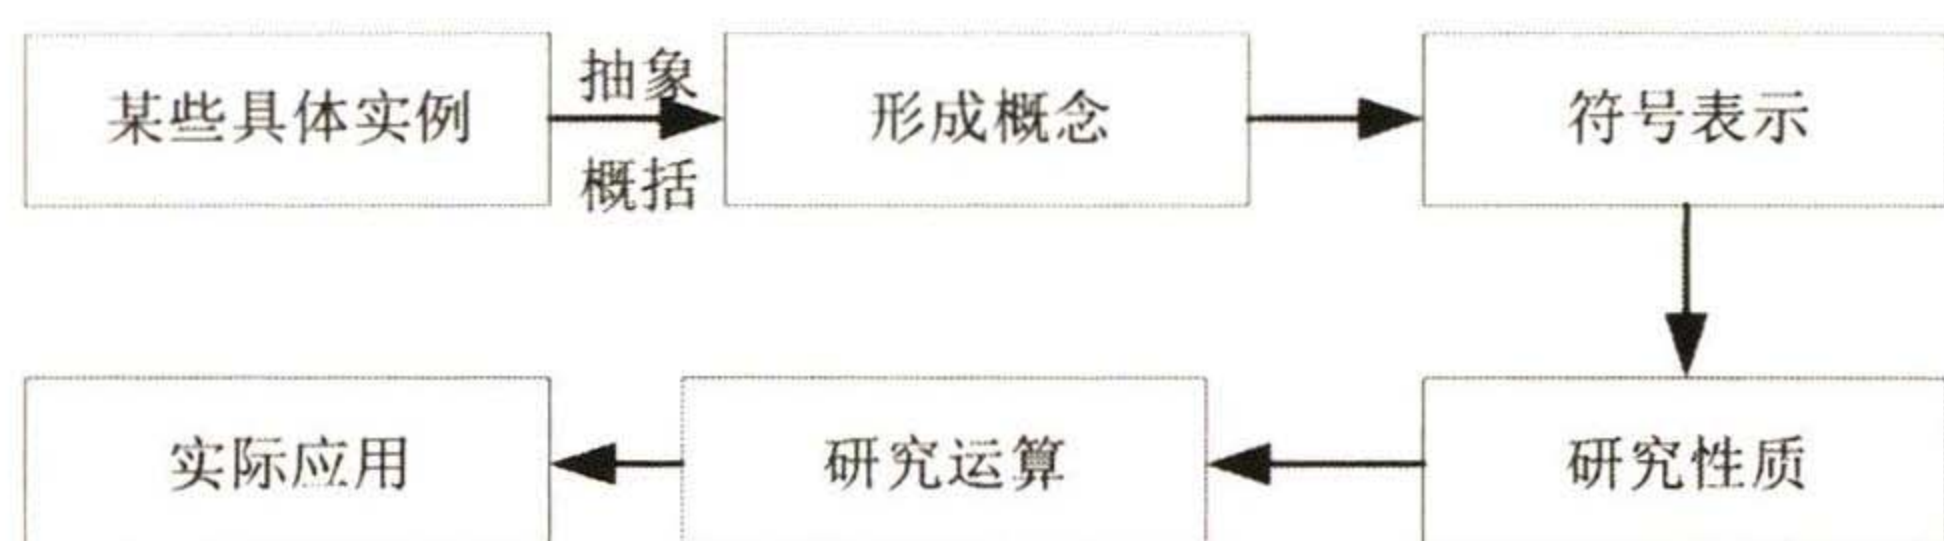 某些具体实例
抽象
概括
形成概念
符号表示
研究性质
研究运算
实际应用